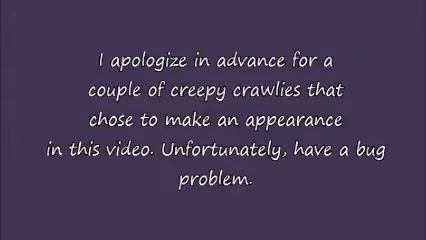 I apologize in advance for a
couple of creepy crawlies that
chose to make an appearance
in this video. Unfortunately, have a bug
problem.